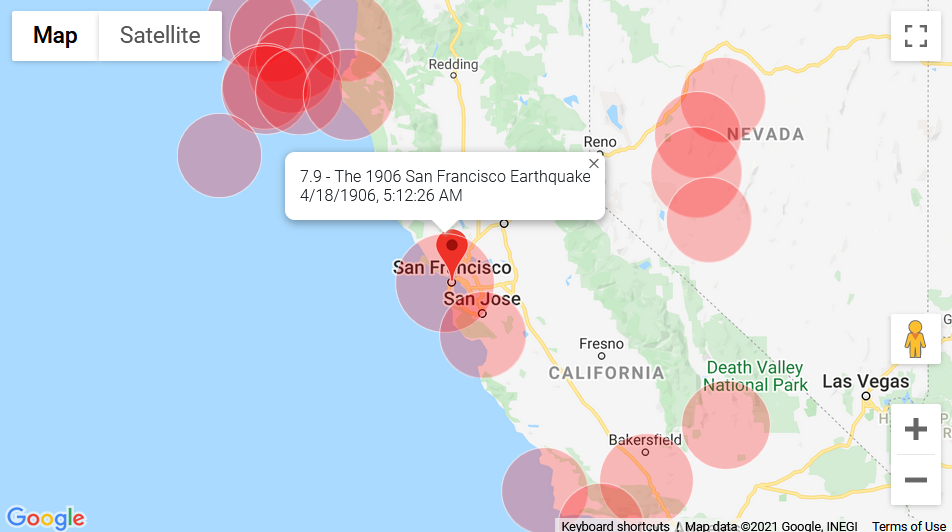 Map
Satellite
Redding
Reno
NEVADA
7.9 - The 1906 San Francisco Earthquake
4/18/1906, 5:12:26 AM
San Francisco
San Jose
Fresno
CALIFORNIA
Death Valley
National Park
Las Vegas
Bakersfield
Google
Keyboard shortcuts
Map data ©2021 Google, INEGI
Terms of Use